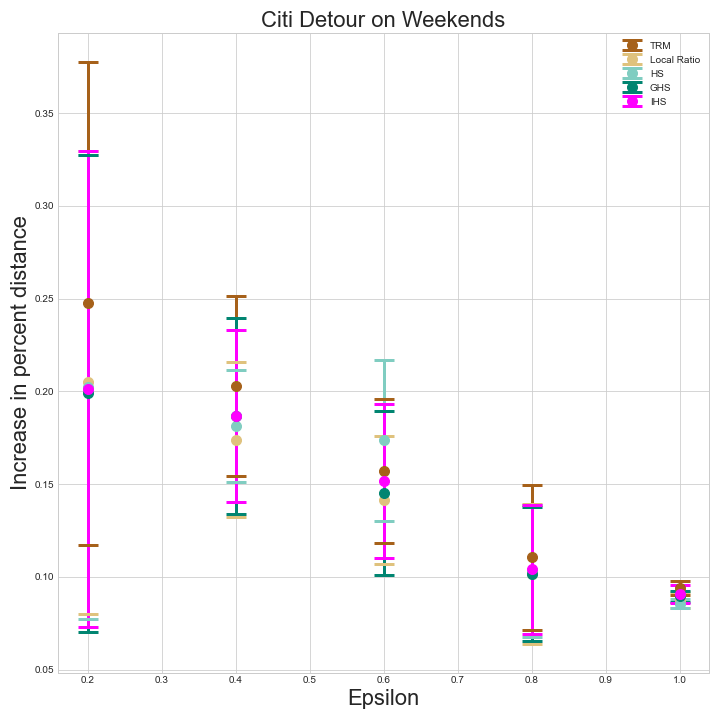 Citi Detour on Weekends
TRM
Local Ratio
HS
GHS
IHS
Increase in percent distance
0.35
0.30
0.25
0.20
0.15
0.10
0.05
0.2 0.3 0.4 0.5 0.6 0.7 0.8 0.9 1.0
Epsilon